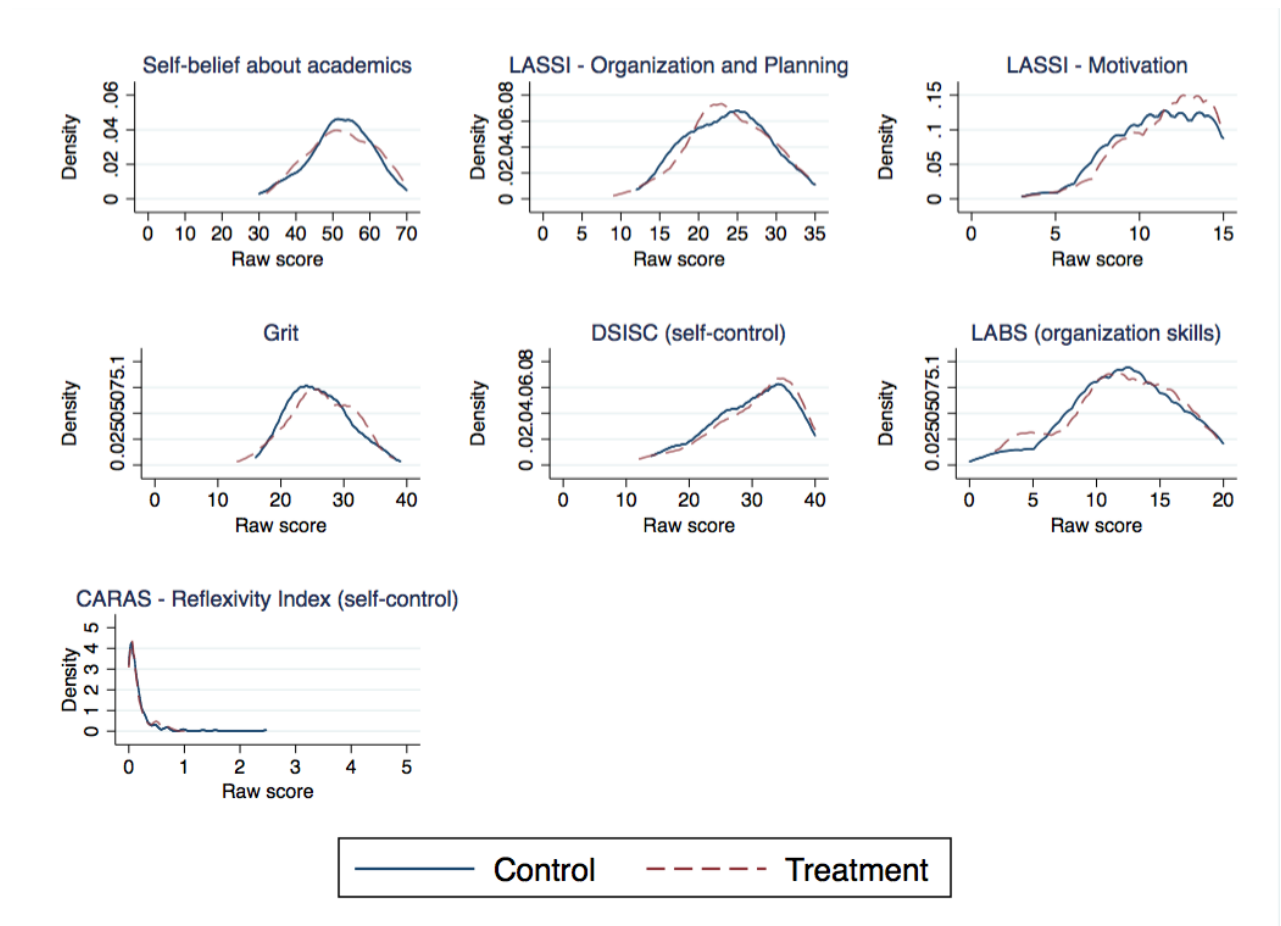 Self-belief about academics
Density
0 .02 .04 .06
0 10 20 30 40 50 60 70
Raw score
LASSI - Organization and Planning
Density
0 .02.04.06.08
0 5 10 15 20 25 30 35
Raw score
LASSI - Motivation
Density
0 .05 .1 .15
0 5 10 15
Raw score
Grit
Density
0.02505075.1
0 10 20 30 40
Raw score
DSISC (self-control)
Density
0 .02.04.06.08
0 10 20 30 40
Raw score
LABS (organization skills)
Density
0.02505075.1
0 5 10 15 20
Raw score
CARAS - Reflexivity Index (self-control)
Density
0 1 2 3 4 5
0 1 2 3 4 5
Raw score
Control Treatment